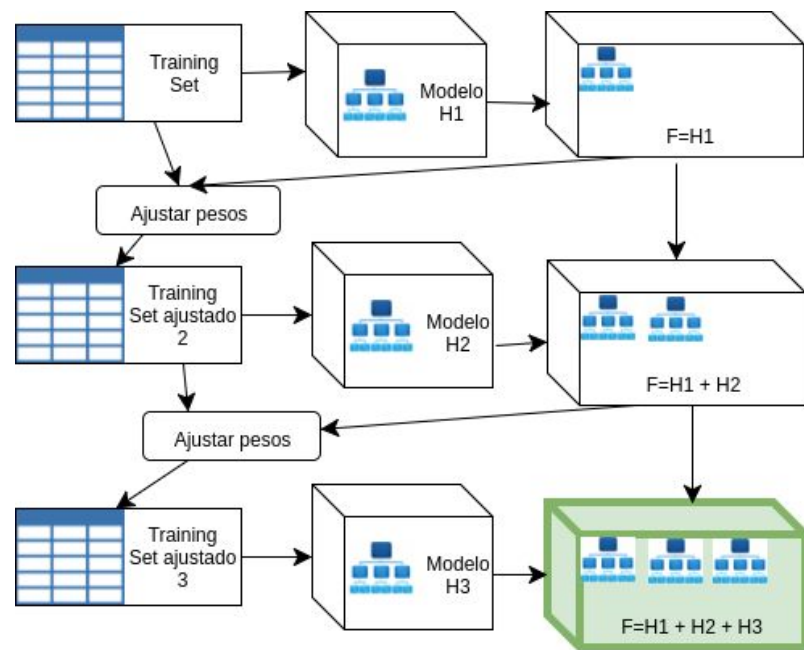 Training
Set
Modelo
H1
F=H1
Ajustar pesos
Training
Set ajustado
2
Modelo
H2
F=H1 + H2
Ajustar pesos
Training
Set ajustado
3
Modelo
H3
F=H1 + H2 + H3